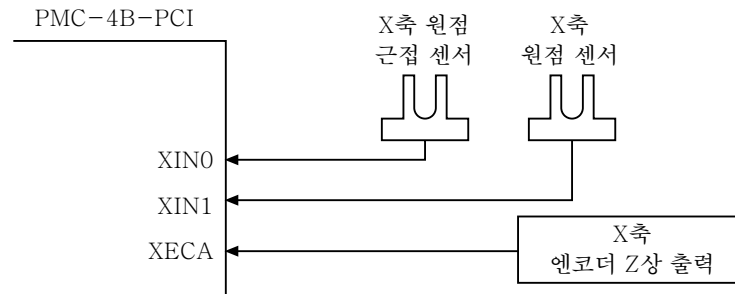 PMC-4B-PCI
X축 원점
근접 센서
X축
원점 센서
XIN0
XIN1
XECA
X축
엔코더 Z상 출력